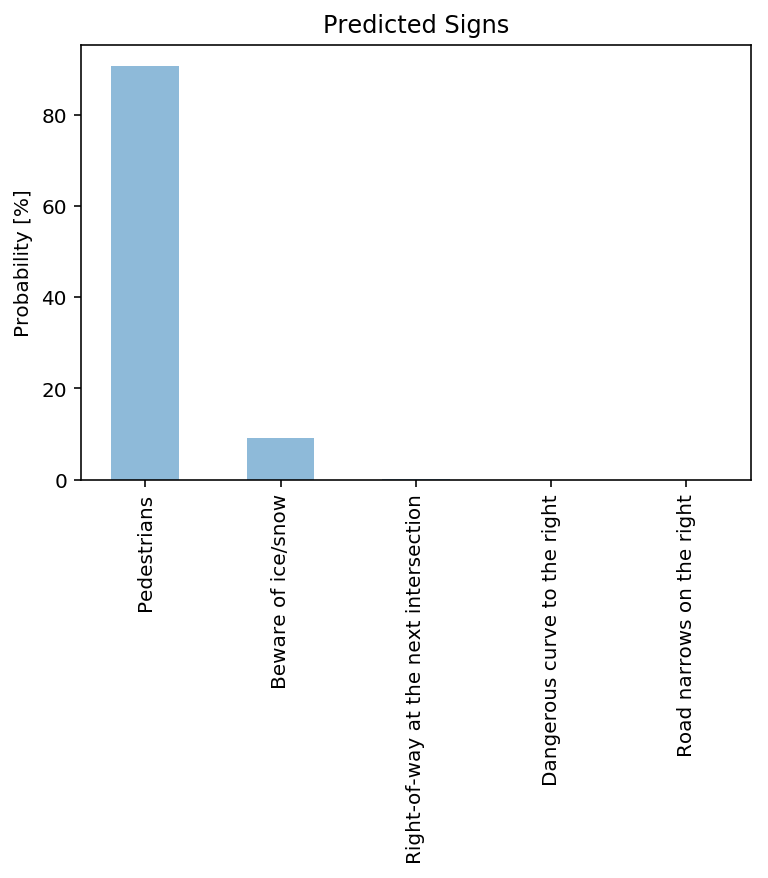 Predicted Signs
Probability [%]
80
60
40
20
0
Pedestrians
Beware of ice/snow
Right-of-way at the next intersection
Dangerous curve to the right
Road narrows on the right